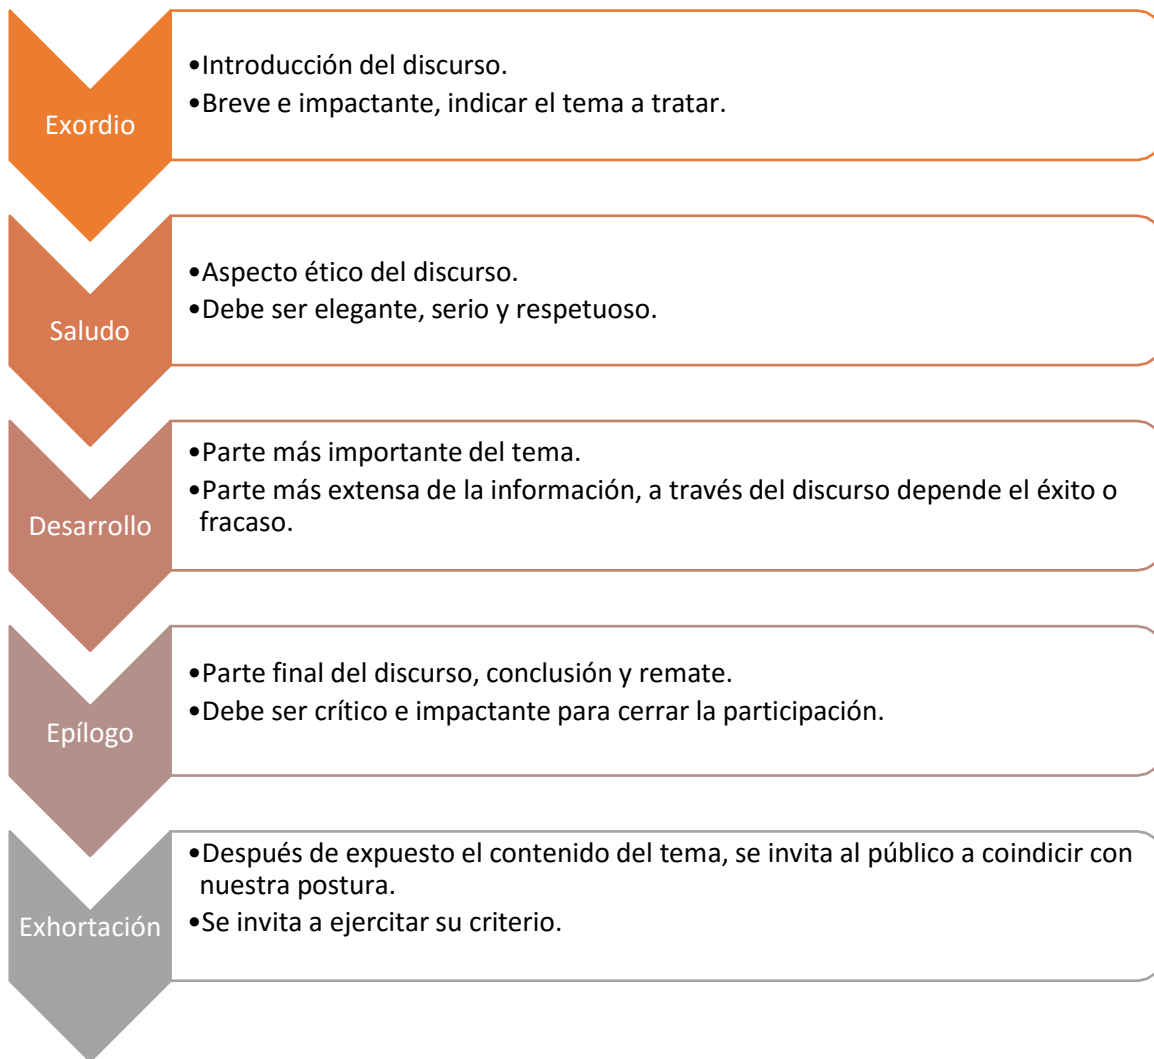 Exordio
•Introducción del discurso.
•Breve e impactante, indicar el tema a tratar.
Saludo
•Aspecto ético del discurso.
•Debe ser elegante, serio y respetuoso.
Desarrollo
•Parte más importante del tema.
•Parte más extensa de la información, a través del discurso depende el éxito o
fracaso.
Epílogo
•Parte final del discurso, conclusión y remate.
•Debe ser crítico e impactante para cerrar la participación.
Exhortación
•Después de expuesto el contenido del tema, se invita al público a coindicir con
nuestra postura.
•Se invita a ejercitar su criterio.